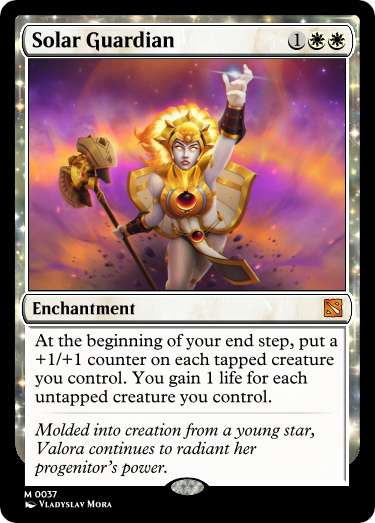 Solar Guardian 1
Enchantment
At the beginning of your end step, put a
+1/+1 counter on each tapped creature
you control. You gain 1 life for each
untapped creature you control.
Molded into creation from a young star,
Valora continues to radiant her
progenitor's power.
M 0037
Vladyslav Mora